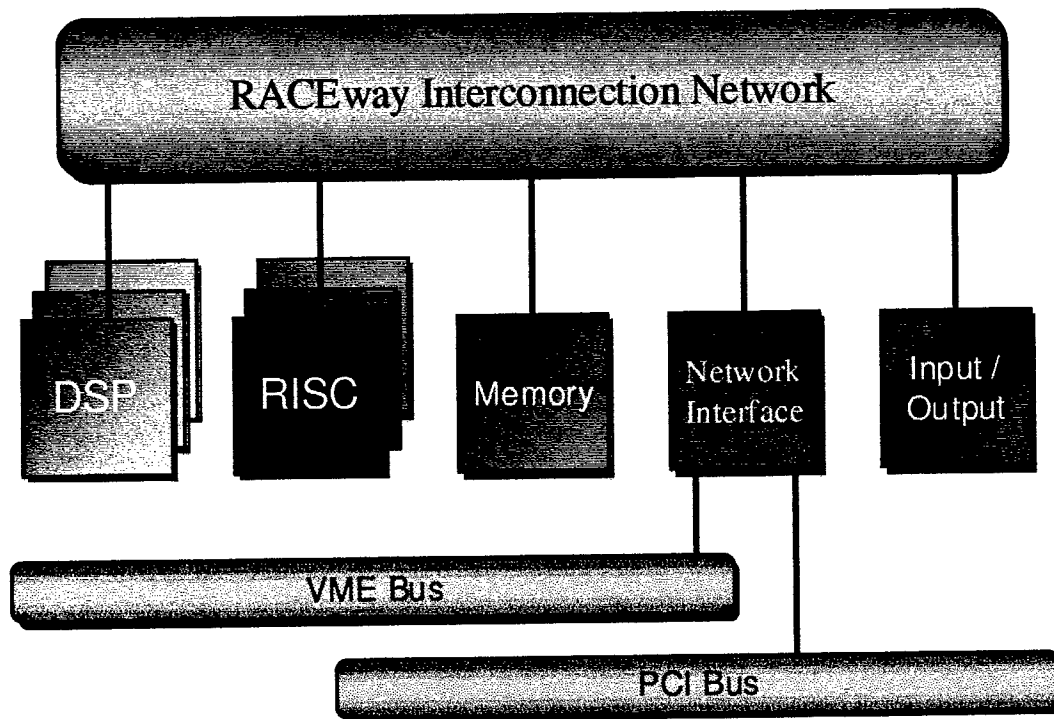 RACEway Interconnection Network
DSP
RISC
Memory
Network
Interface
Input /
Output
VME Bus
PCI Bus